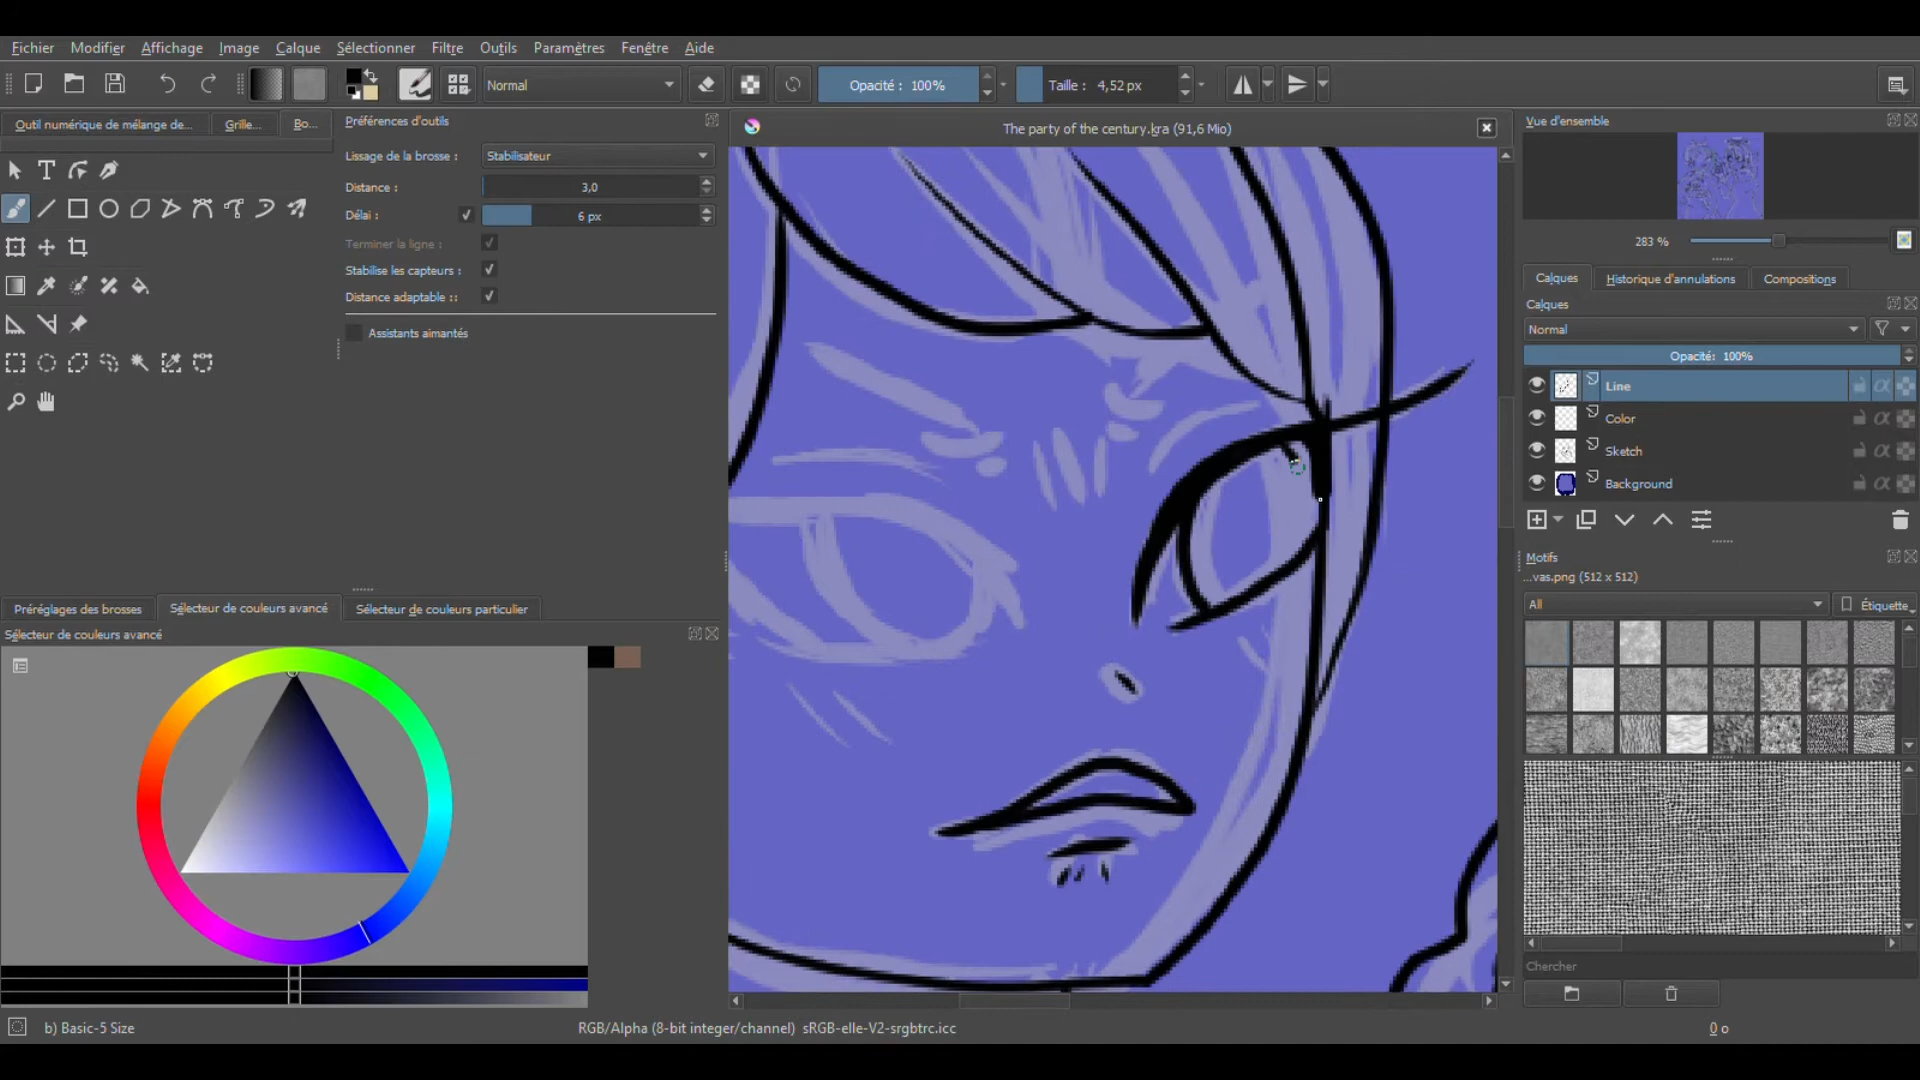 Fichier Modifier Affichage Image Calque Sélectionner Filtre Outils Paramètres Fenêtre Aide
Normal
Opacité : 100%
Taille : 4,52 px
Outil numérique de mélange de...
Grille...
Bo...
Préférences d'outils
Lissage de la brosse :
Stabilisateur
Distance :
3,0
Délai :
6 px
Terminer la ligne :
Stabilise les capteurs :
Distance adaptable ::
Assistants aimantés
The party of the century.kra (91,6 Mio)
Vue d'ensemble
283 %
Calques
Historique d'annulations
Compositions
Calques
Normal
Opacité: 100%
Line
Color
Sketch
Background
Motifs
...vas.png (512 x 512)
All
Étiquette
Chercher
Préréglages des brosses
Sélecteur de couleurs avancé
Sélecteur de couleurs particulier
Sélecteur de couleurs avancé
b) Basic-5 Size
RGB/Alpha (8-bit integer/channel) sRGB-elle-V2-srgbtrc.icc
0 o